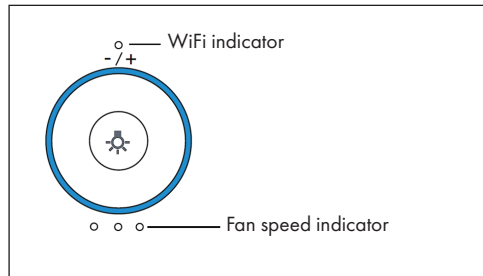 WiFi indicator
- / +
Fan speed indicator